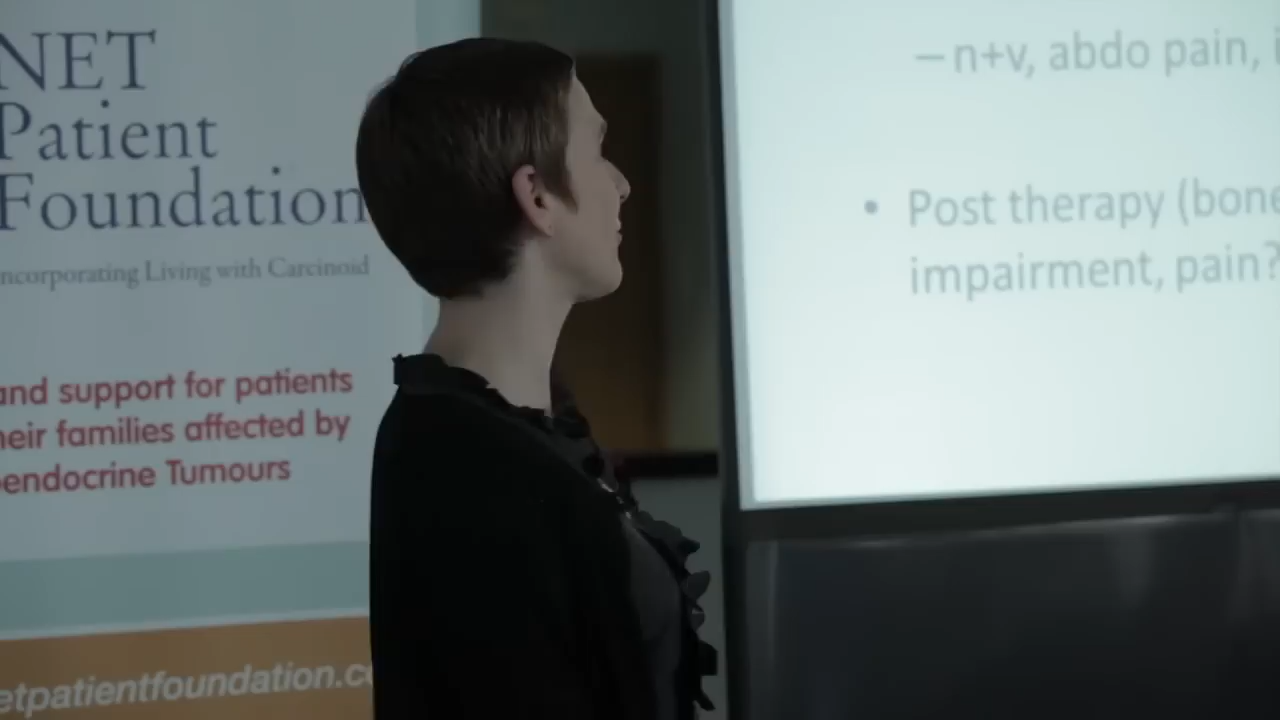 NET
Patient
Foundation
ncorporating Living with Carcinoid
and support for patients
heir families affected by
endocrine Tumours
etpatientfoundation.c
– n+v, abdo pain,
• Post therapy (bone
impairment, pain?